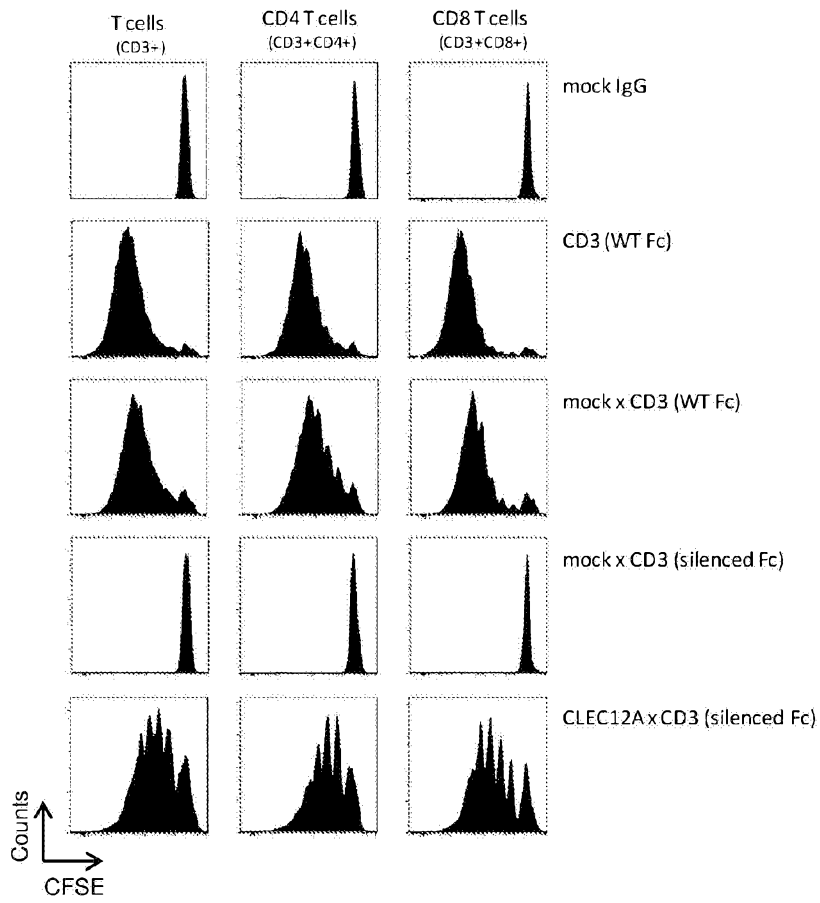 T cells
(CD3+)
CD4 T cells
(CD3+CD4+)
CD8 T cells
(CD3+CD8+)
mock IgG
CD3 (WT Fc)
mock x CD3 (WT Fc)
mock x CD3 (silenced Fc)
CLEC12A x CD3 (silenced Fc)
Counts
CFSE